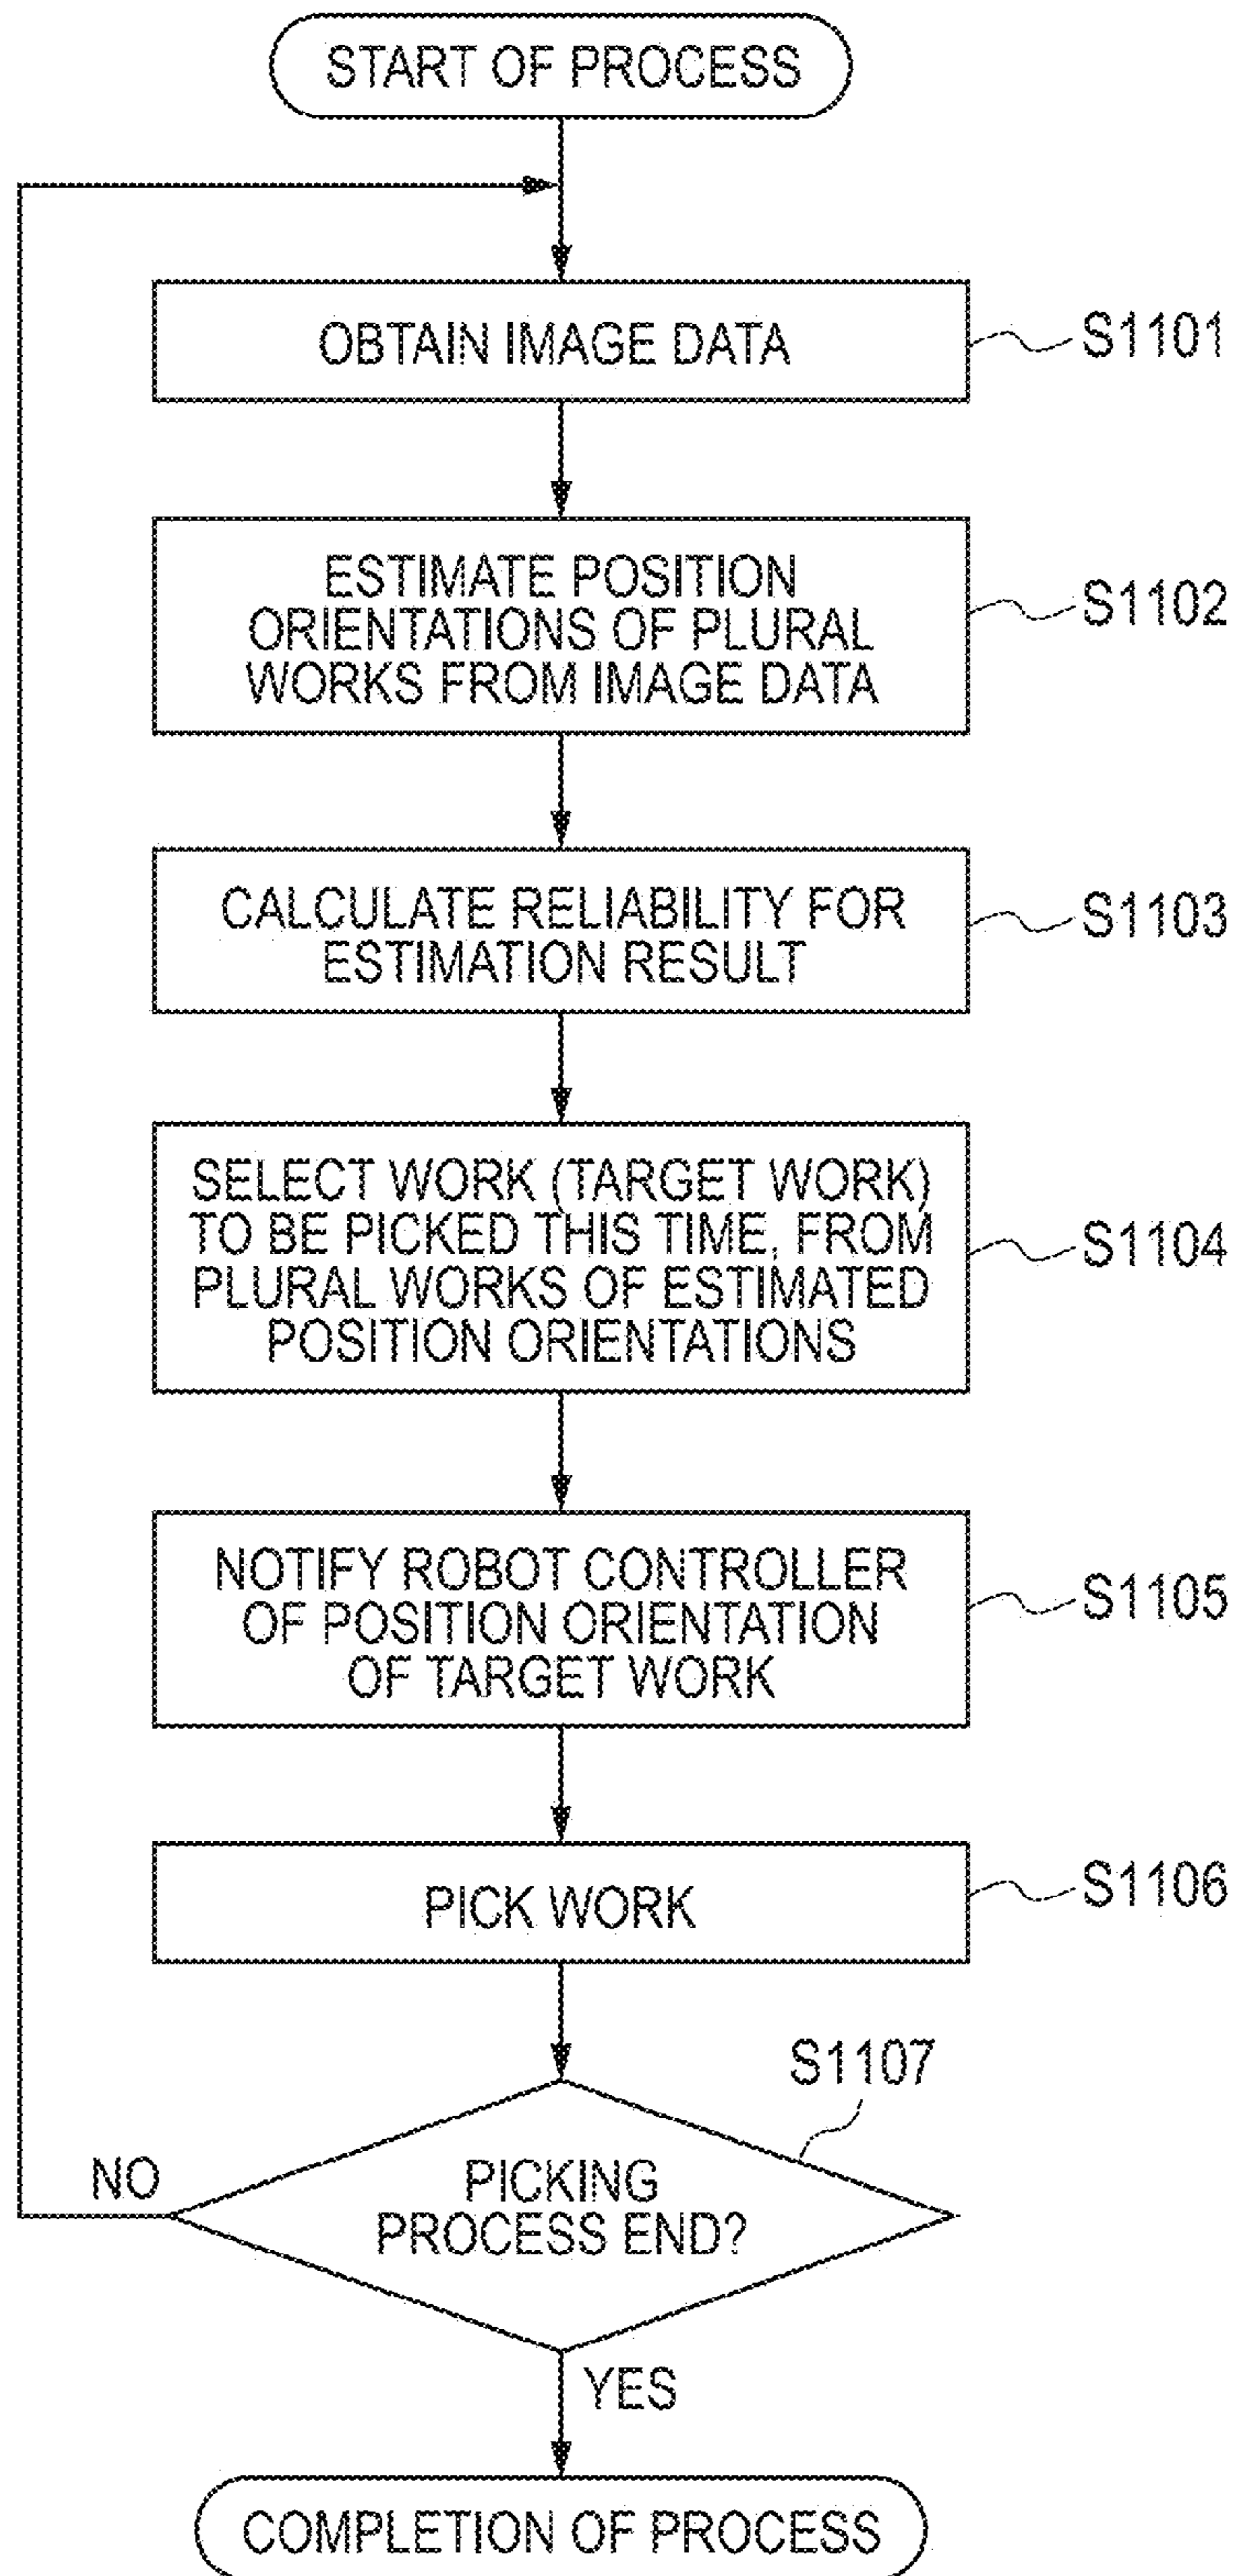 START OF PROCESS
OBTAIN IMAGE DATA
S1101
ESTIMATE POSITION
ORIENTATIONS OF PLURAL
WORKS FROM IMAGE DATA
S1102
CALCULATE RELIABILITY FOR
ESTIMATION RESULT
S1103
SELECT WORK (TARGET WORK)
TO BE PICKED THIS TIME, FROM
PLURAL WORKS OF ESTIMATED
POSITION ORIENTATIONS
S1104
NOTIFY ROBOT CONTROLLER
OF POSITION ORIENTATION
OF TARGET WORK
S1105
PICK WORK
S1106
S1107
PICKING
PROCESS END?
NO
YES
COMPLETION OF PROCESS